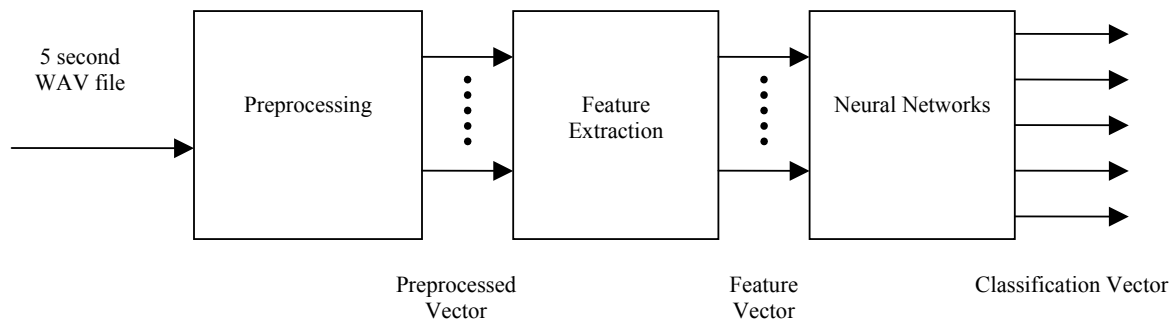 5 second
WAV file
Preprocessing
Feature
Extraction
Neural Networks
Preprocessed
Vector
Feature
Vector
Classification Vector